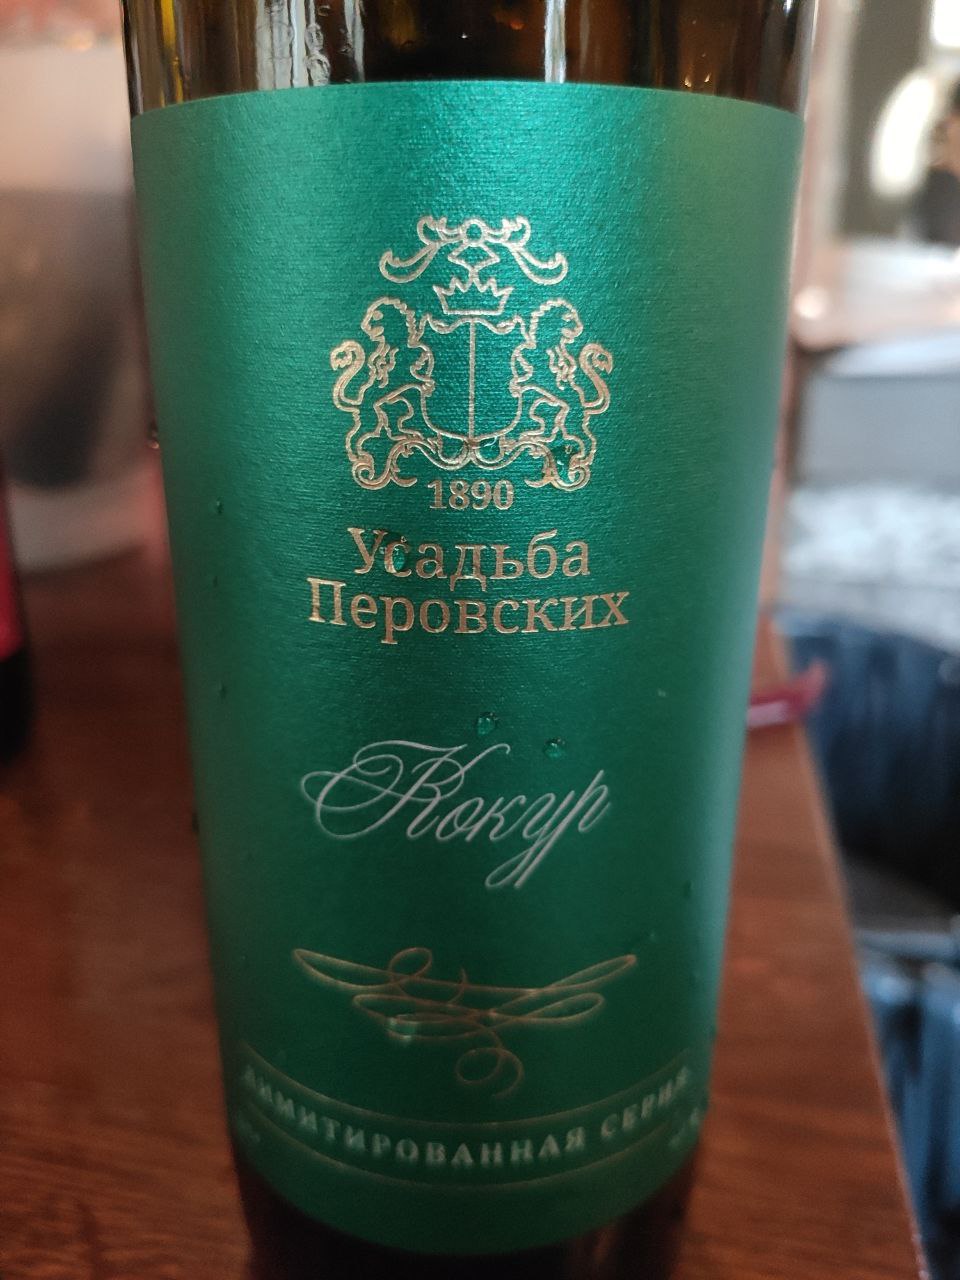 1890
Усадьба
Перовских
Кокур
ЛИМИТИРОВАННАЯ СЕРИЯ